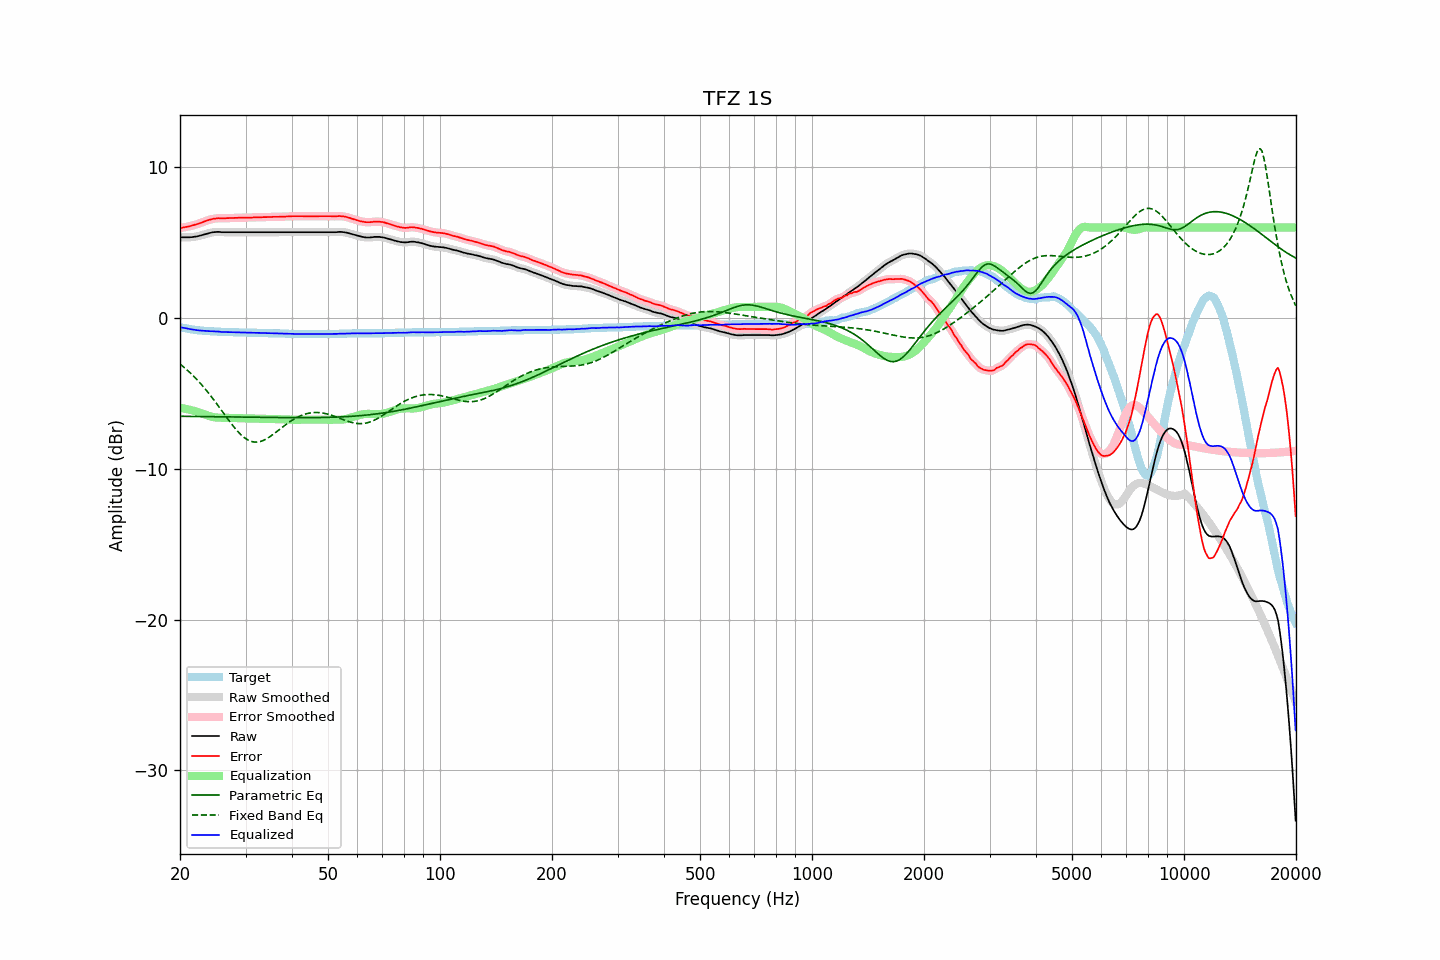 TFZ 1S
10
0
−10
−20
−30
Amplitude (dBr)
Target
Raw Smoothed
Error Smoothed
Raw
Error
Equalization
Parametric Eq
Fixed Band Eq
Equalized
20 50 100 200 500 1000 2000 5000 10000 20000
Frequency (Hz)